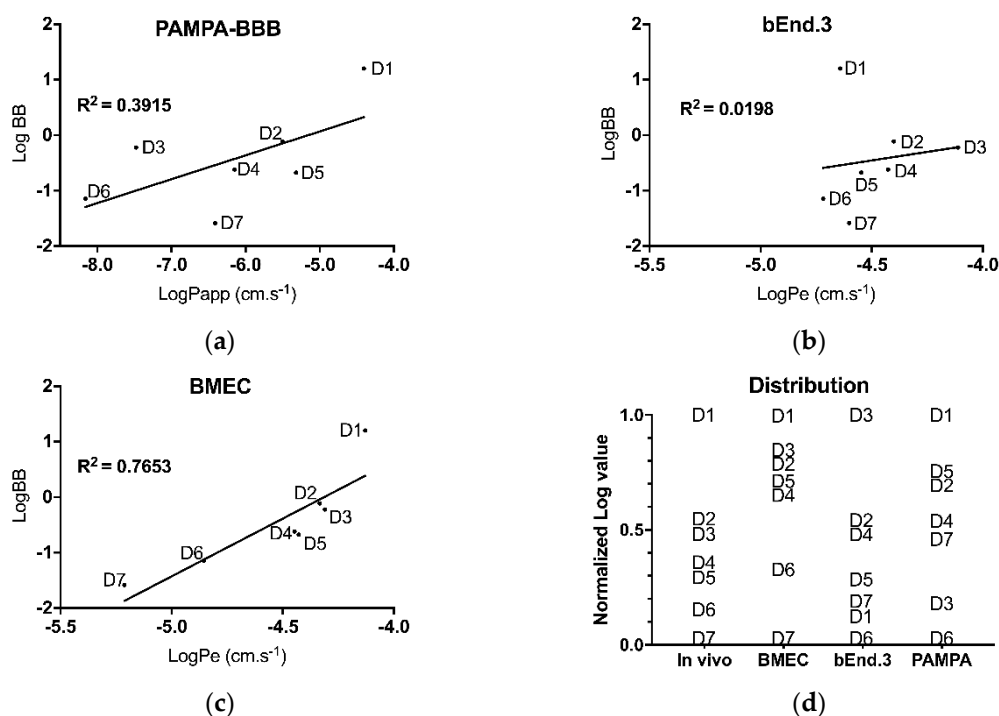 PAMPA-BBB
2
1
0
-1
-2
Log BB
R² = 0.3915
D1
D2
D3
D4
D5
D6
D7
-8.0 -7.0 -6.0 -5.0 -4.0
LogPapp (cm.s⁻¹)
(a)
bEnd.3
2
1
0
-1
-2
LogBB
R² = 0.0198
D1
D2
D3
D4
D5
D6
D7
-5.5 -5.0 -4.5 -4.0
LogPe (cm.s⁻¹)
(b)
BMEC
2
1
0
-1
-2
LogBB
R² = 0.7653
D1
D2
D3
D4
D5
D6
D7
-5.5 -5.0 -4.5 -4.0
LogPe (cm.s⁻¹)
(c)
Distribution
1.0
0.5
0.0
Normalized Log value
D1 D1 D3 D1
D3
D2 D5
D5 D2
D4
D2 D2 D4
D3 D4 D7
D4 D6
D5 D5
D6 D7 D3
D1
D7 D7 D6 D6
In vivo BMEC bEnd.3 PAMPA
(d)